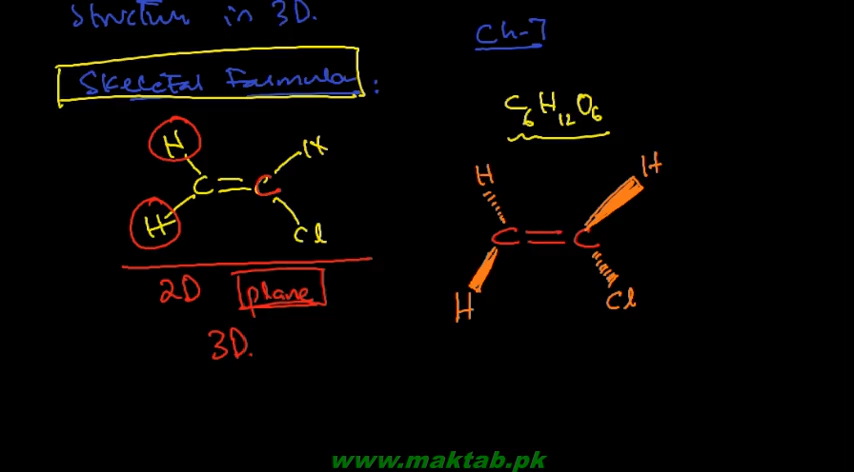 Structure in 3D.
Ch-7
Skeletal Formula:
C6H12O6
H
H
C=C
H
Cl
H
H
C=C
H
Cl
2D plane
3D.
www.maktab.pk